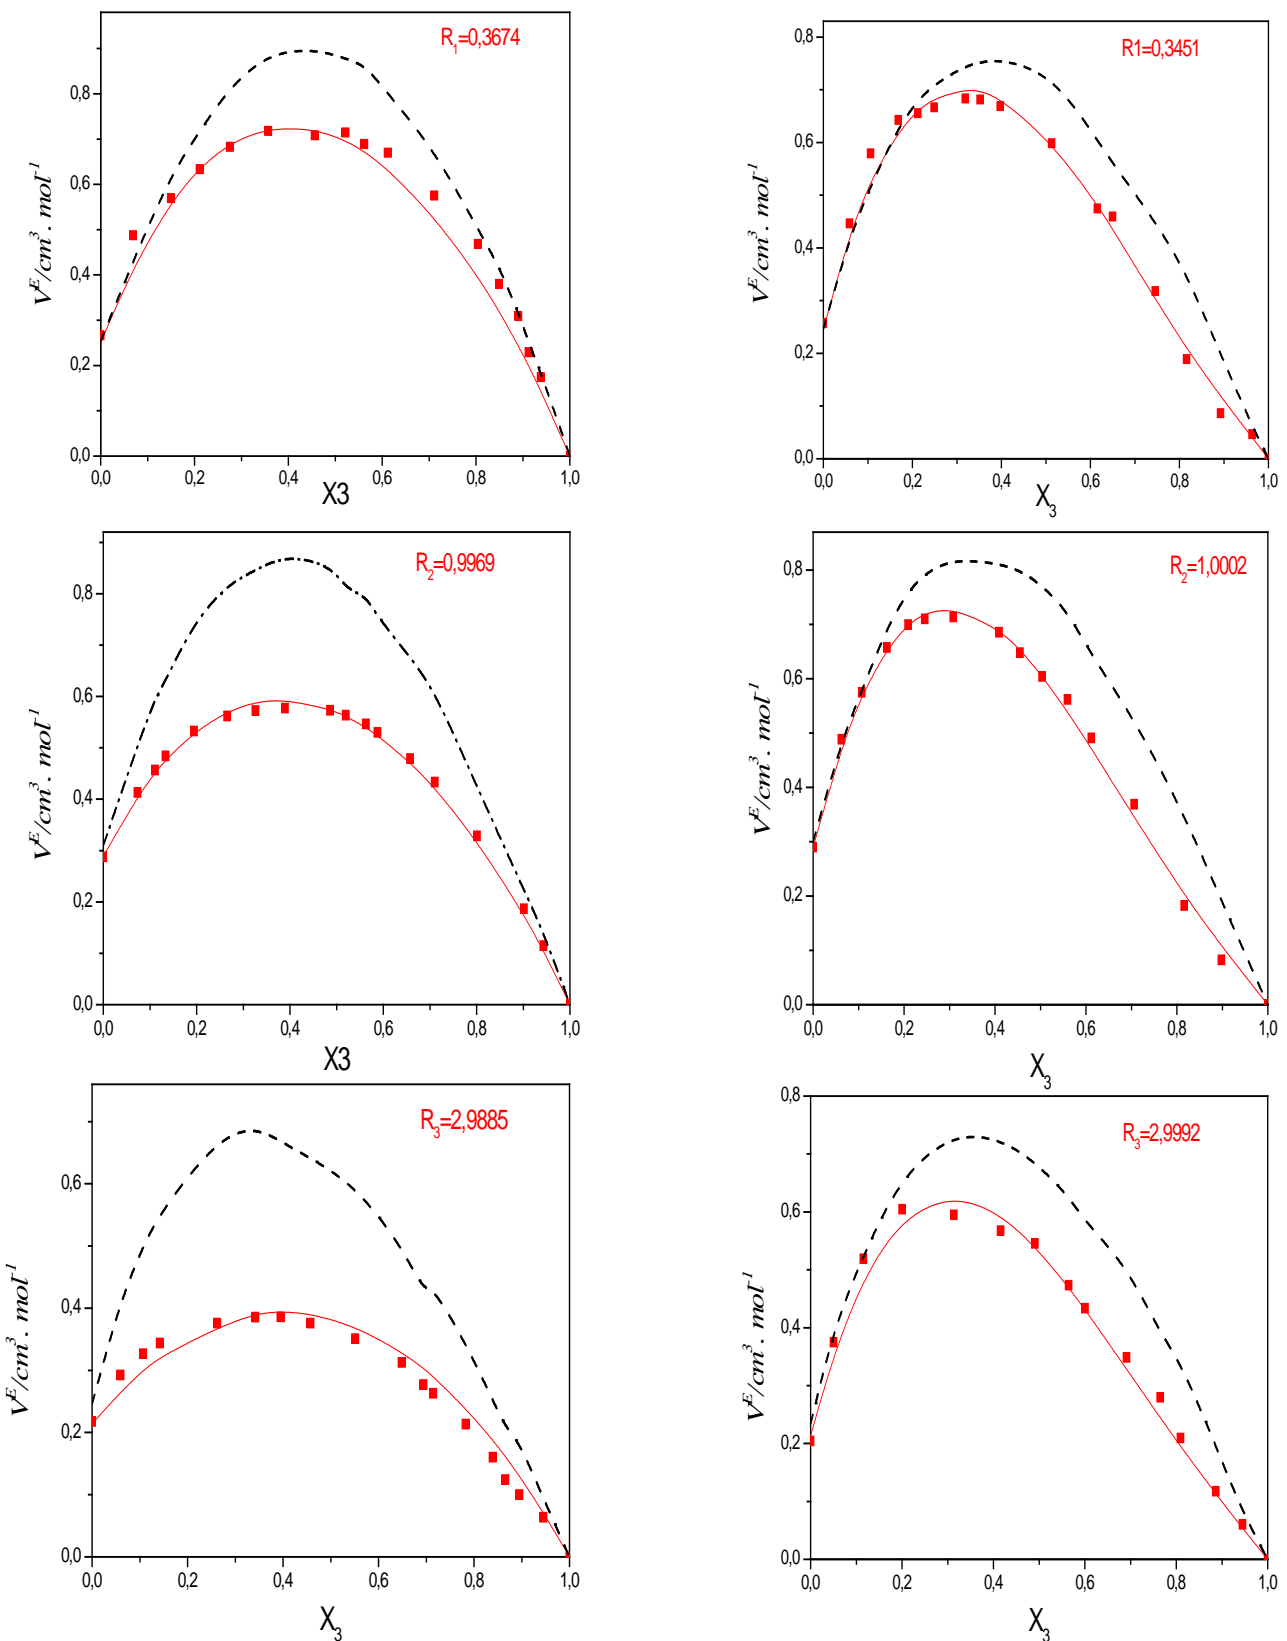 R₁=0,3674
0,8
0,6
0,4
0,2
0,0
V^E/cm³. mol⁻¹
0,0 0,2 0,4 0,6 0,8 1,0
X3
R1=0,3451
0,8
0,6
0,4
0,2
0,0
V^E/cm³. mol⁻¹
0,0 0,2 0,4 0,6 0,8 1,0
X₃
R₂=0,9969
0,8
0,6
0,4
0,2
0,0
V^E/cm³. mol⁻¹
0,0 0,2 0,4 0,6 0,8 1,0
X3
R₂=1,0002
0,8
0,6
0,4
0,2
0,0
V^E/cm³. mol⁻¹
0,0 0,2 0,4 0,6 0,8 1,0
X₃
R₃=2,9885
0,6
0,4
0,2
0,0
V^E/cm³. mol⁻¹
0,0 0,2 0,4 0,6 0,8 1,0
X₃
R₃=2,9992
0,8
0,6
0,4
0,2
0,0
V^E/cm³. mol⁻¹
0,0 0,2 0,4 0,6 0,8 1,0
X₃